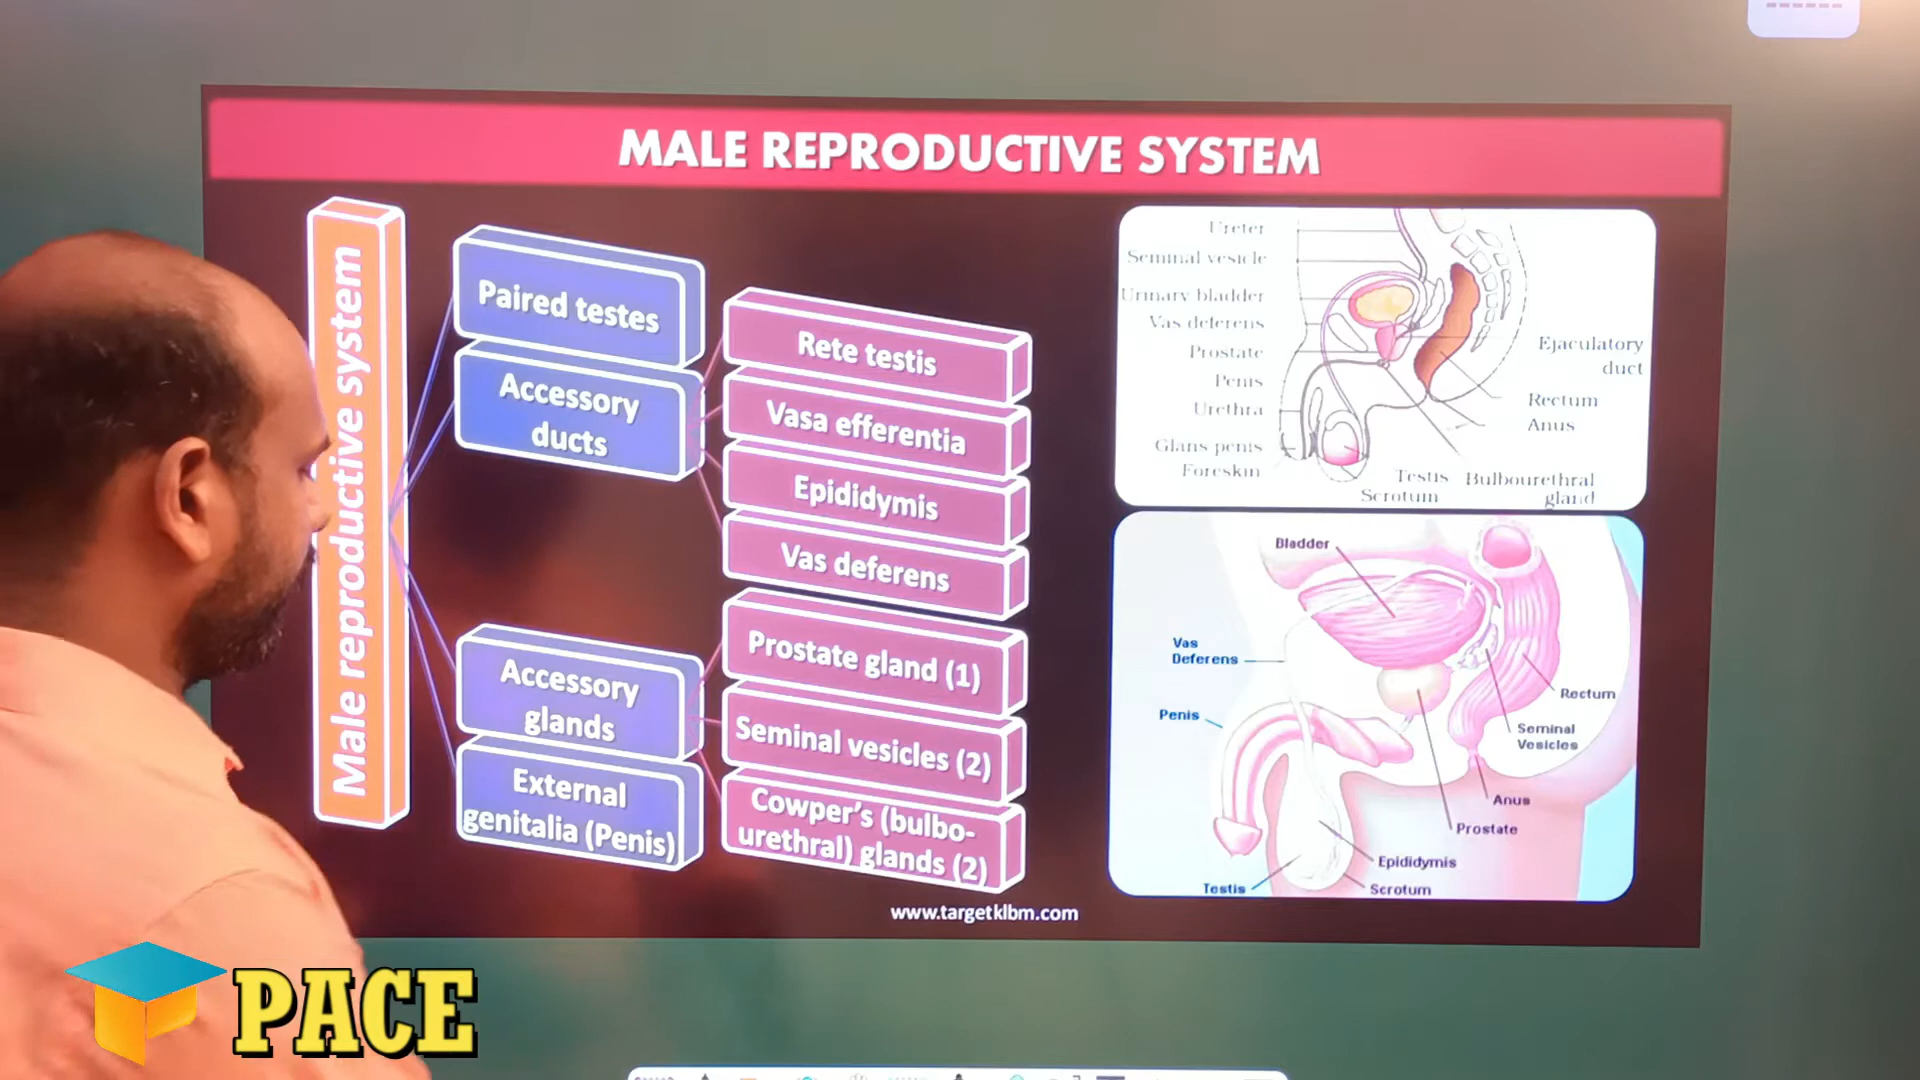 MALE REPRODUCTIVE SYSTEM
Male reproductive system
Paired testes
Accessory
ducts
Accessory
glands
External
genitalia (Penis)
Rete testis
Vasa efferentia
Epididymis
Vas deferens
Prostate gland (1)
Seminal vesicles (2)
Cowper's (bulbo-
urethral) glands (2)
www.targetklbm.com
Ureter
Seminal vesicle
Urinary bladder
Vas deferens
Prostate
Penis
Urethra
Glans penis
Foreskin
Testis
Scrotum
Bulbourethral
gland
Ejaculatory
duct
Rectum
Anus
Bladder
Vas
Deferens
Penis
Rectum
Seminal
Vesicles
Anus
Prostate
Epididymis
Testis
Scrotum
PACE